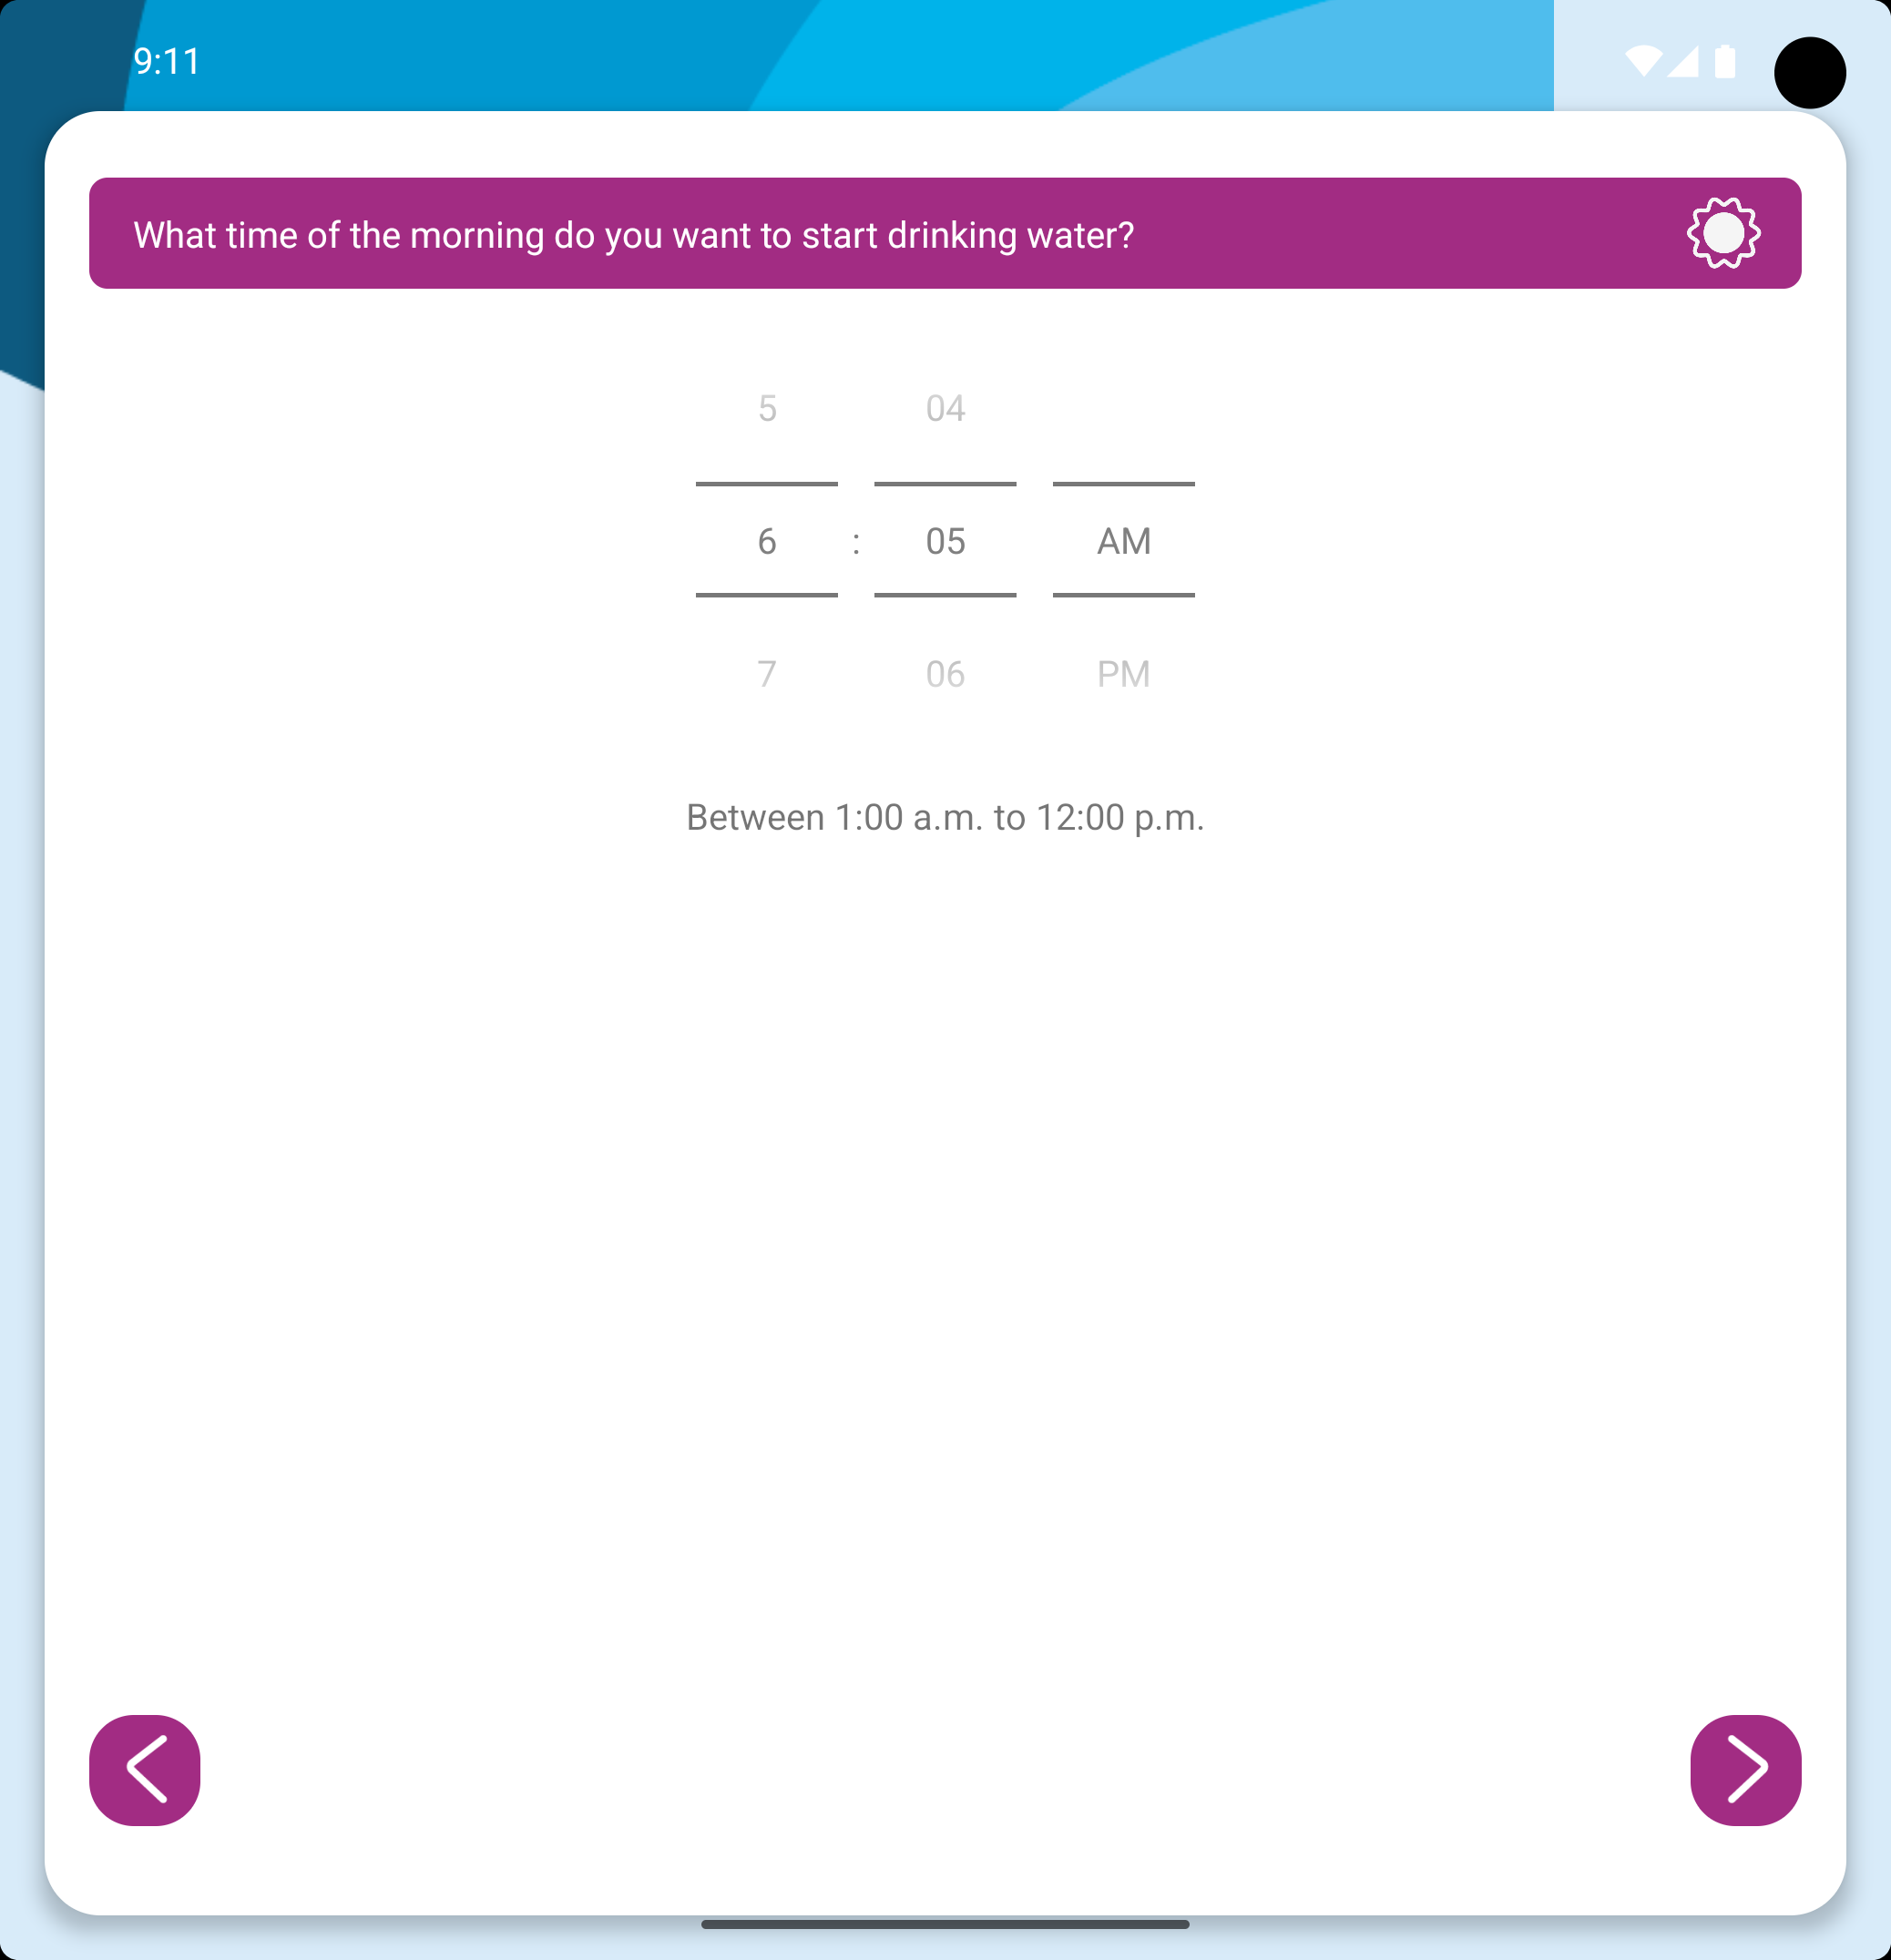 9:11
What time of the morning do you want to start drinking water?
5 04
6 : 05 AM
7 06 PM
Between 1:00 a.m. to 12:00 p.m.